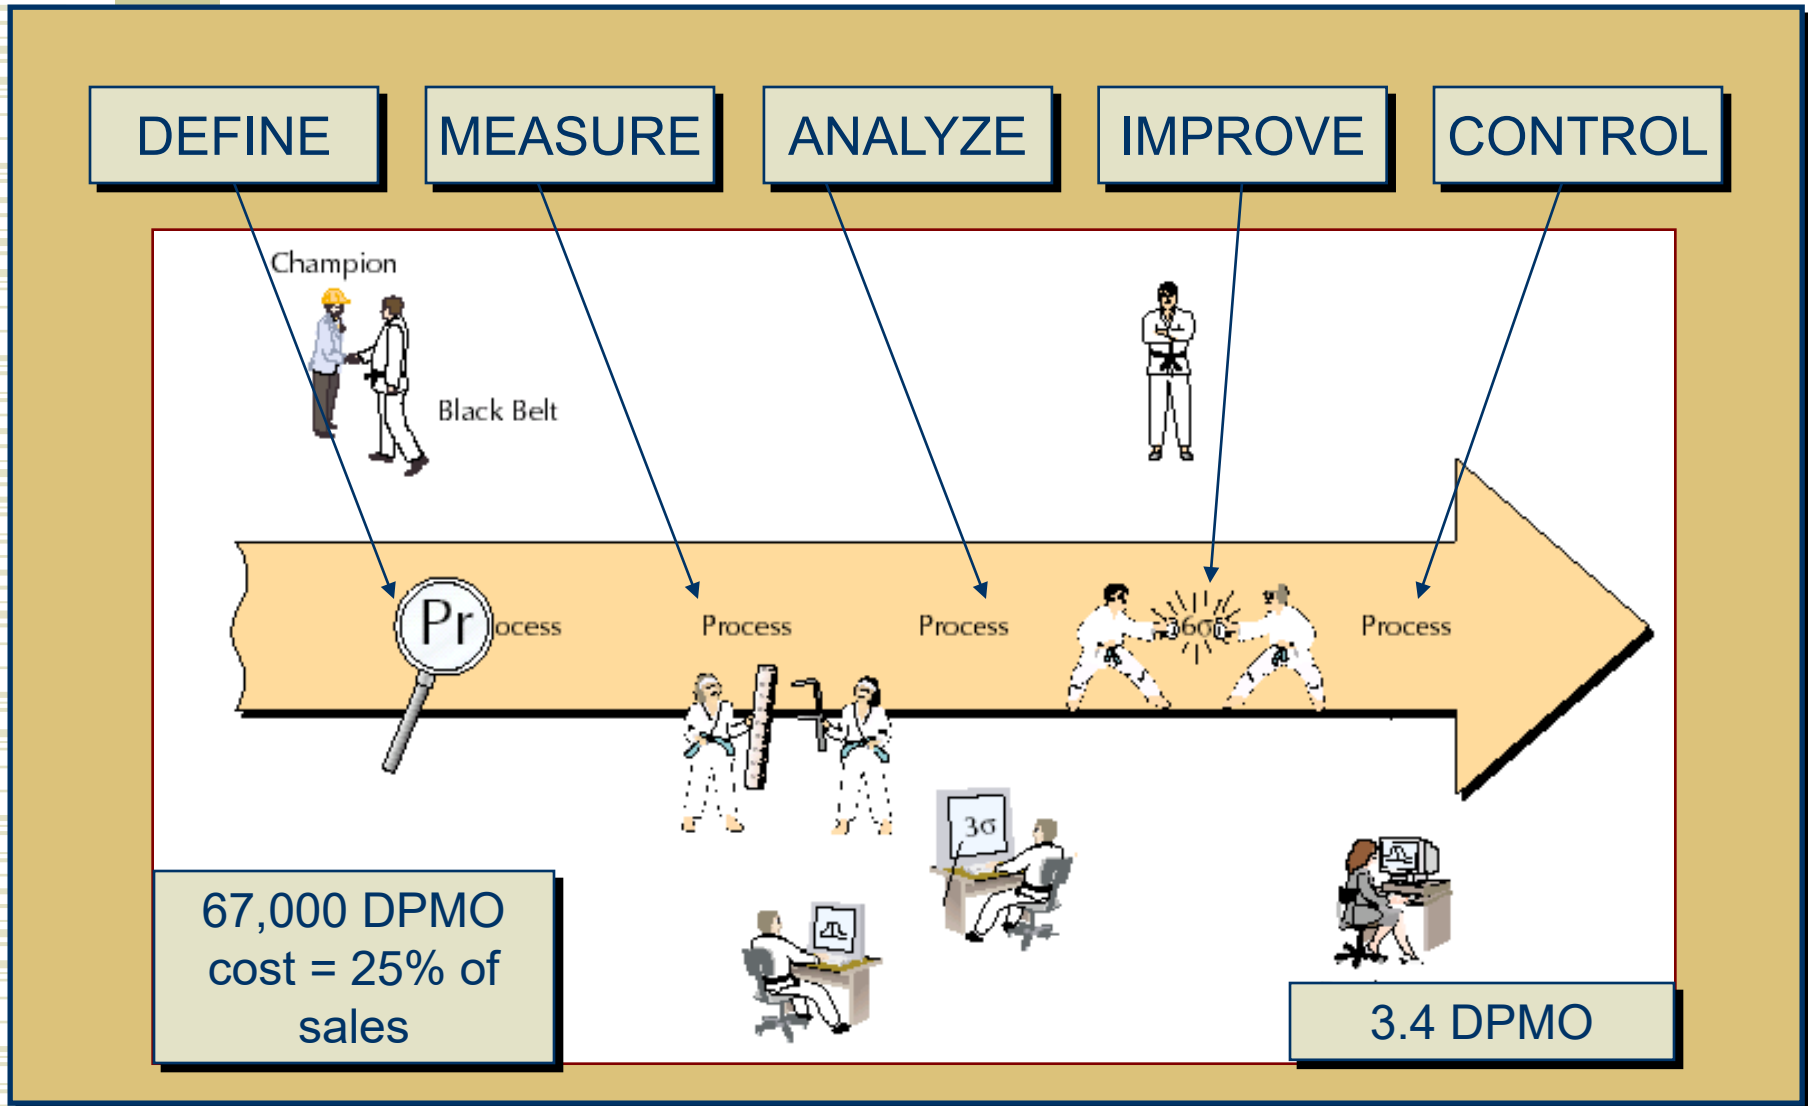 DEFINE
MEASURE
ANALYZE
IMPROVE
CONTROL
Champion
Black Belt
Process
Process
Process
6σ
Process
3σ
67,000 DPMO
cost = 25% of
sales
3.4 DPMO